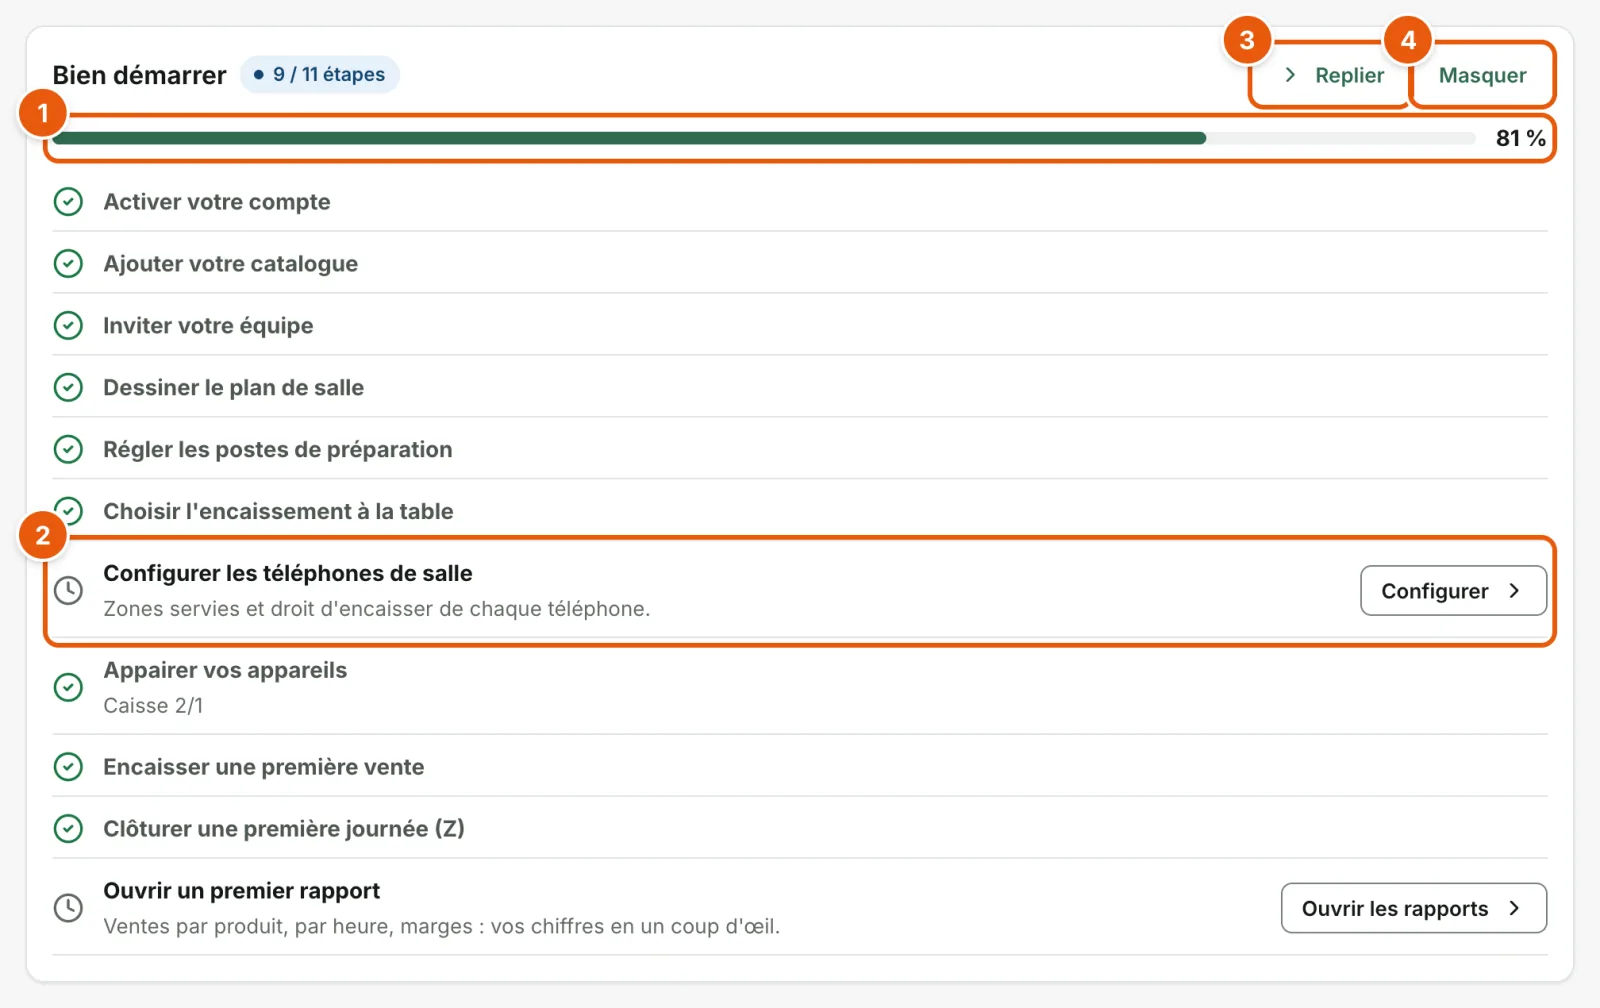 Bien démarrer
9 / 11 étapes
3
Replier
4
Masquer
1
81 %
Activer votre compte
Ajouter votre catalogue
Inviter votre équipe
Dessiner le plan de salle
Régler les postes de préparation
Choisir l'encaissement à la table
2
Configurer les téléphones de salle
Zones servies et droit d'encaisser de chaque téléphone.
Configurer
Appairer vos appareils
Caisse 2/1
Encaisser une première vente
Clôturer une première journée (Z)
Ouvrir un premier rapport
Ventes par produit, par heure, marges : vos chiffres en un coup d'œil.
Ouvrir les rapports